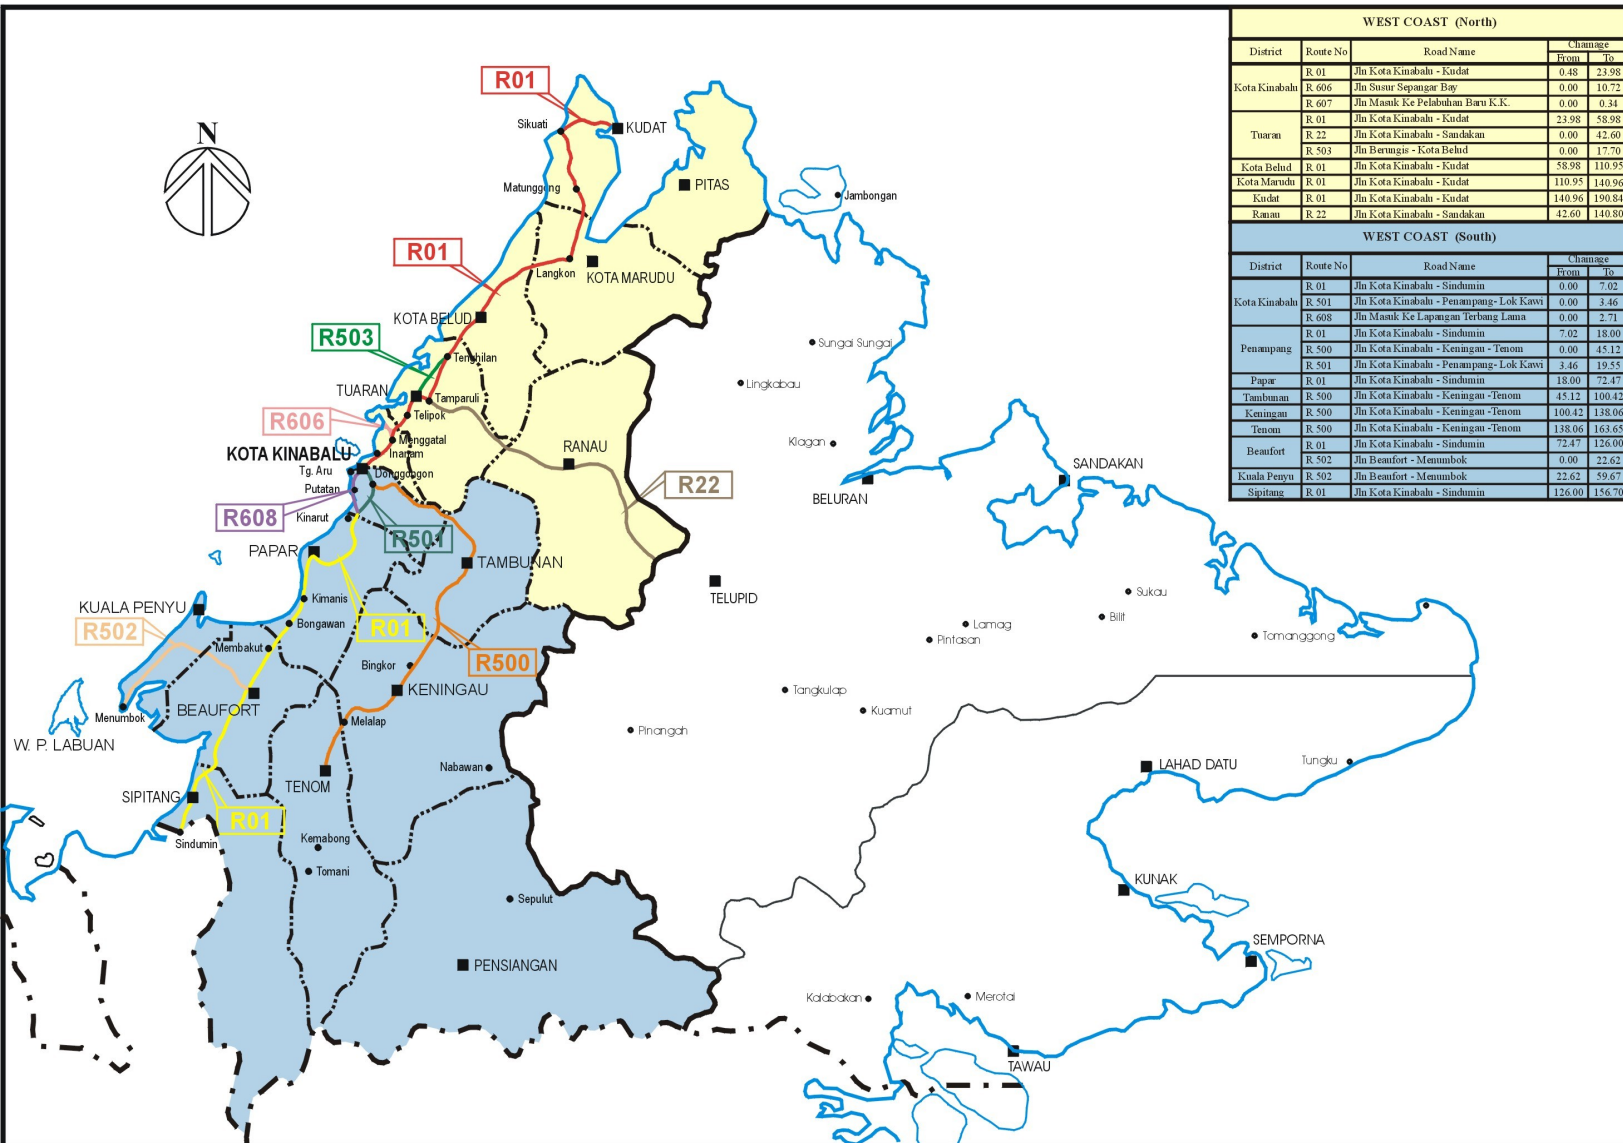 N
R01
Sikuati
KUDAT
Matunggong
PITAS
Jambongan
R01
Langkon
KOTA MARUDU
KOTA BELUD
R503
Tenghilan
Sungai Sungai
TUARAN
Tamparuli
Lingkabau
R606
Telipok
Menggatal
RANAU
Klagan
KOTA KINABALU
Inanam
Tg. Aru
Donggongon
SANDAKAN
Putatan
R22
BELURAN
R608
Kinarut
R501
PAPAR
TAMBUNAN
TELUPID
Sukau
KUALA PENYU
Kimanis
Bilit
R502
Bongawan
R01
Lamag
Pintasan
Tomanggong
Membakut
Bingkor
R500
KENINGAU
Tangkulap
BEAUFORT
Menumbok
Melalap
Kuamut
Pinangah
W. P. LABUAN
Nabawan
LAHAD DATU
Tungku
TENOM
SIPITANG
R01
Sindumin
Kemabong
Tomani
KUNAK
Sepulut
SEMPORNA
PENSIANGAN
Kalabakan
Merotai
TAWAU
WEST COAST (North)
District Route No Road Name Chainage
From To
Kota Kinabalu R 01 Jln Kota Kinabalu - Kudat 0.48 23.98
R 606 Jln Susur Sepangar Bay 0.00 10.72
R 607 Jln Masuk Ke Pelabuhan Baru K.K. 0.00 0.34
Tuaran R 01 Jln Kota Kinabalu - Kudat 23.98 58.98
R 22 Jln Kota Kinabalu - Sandakan 0.00 42.60
R 503 Jln Berungis - Kota Belud 0.00 17.70
Kota Belud R 01 Jln Kota Kinabalu - Kudat 58.98 110.95
Kota Marudu R 01 Jln Kota Kinabalu - Kudat 110.95 140.96
Kudat R 01 Jln Kota Kinabalu - Kudat 140.96 190.84
Ranau R 22 Jln Kota Kinabalu - Sandakan 42.60 140.80
WEST COAST (South)
District Route No Road Name Chainage
From To
Kota Kinabalu R 01 Jln Kota Kinabalu - Sindumin 0.00 7.02
R 501 Jln Kota Kinabalu - Penampang- Lok Kawi 0.00 3.46
R 608 Jln Masuk Ke Lapangan Terbang Lama 0.00 2.71
Penampang R 01 Jln Kota Kinabalu - Sindumin 7.02 18.00
R 500 Jln Kota Kinabalu - Keningau - Tenom 0.00 45.12
R 501 Jln Kota Kinabalu - Penampang- Lok Kawi 3.46 19.55
Papar R 01 Jln Kota Kinabalu - Sindumin 18.00 72.47
Tambunan R 500 Jln Kota Kinabalu - Keningau -Tenom 45.12 100.42
Keningau R 500 Jln Kota Kinabalu - Keningau -Tenom 100.42 138.06
Tenom R 500 Jln Kota Kinabalu - Keningau -Tenom 138.06 163.65
Beaufort R 01 Jln Kota Kinabalu - Sindumin 72.47 126.00
R 502 Jln Beaufort - Menumbok 0.00 22.62
Kuala Penyu R 502 Jln Beaufort - Menumbok 22.62 59.67
Sipitang R 01 Jln Kota Kinabalu - Sindumin 126.00 156.70